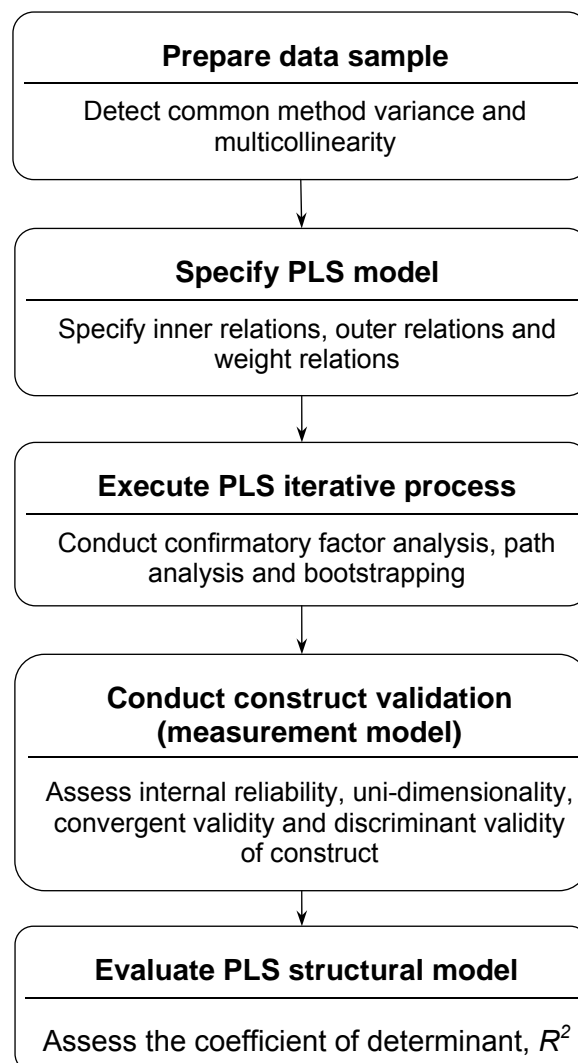 Prepare data sample
Detect common method variance and
multicollinearity
Specify PLS model
Specify inner relations, outer relations and
weight relations
Execute PLS iterative process
Conduct confirmatory factor analysis, path
analysis and bootstrapping
Conduct construct validation
(measurement model)
Assess internal reliability, uni-dimensionality,
convergent validity and discriminant validity
of construct
Evaluate PLS structural model
Assess the coefficient of determinant, R²